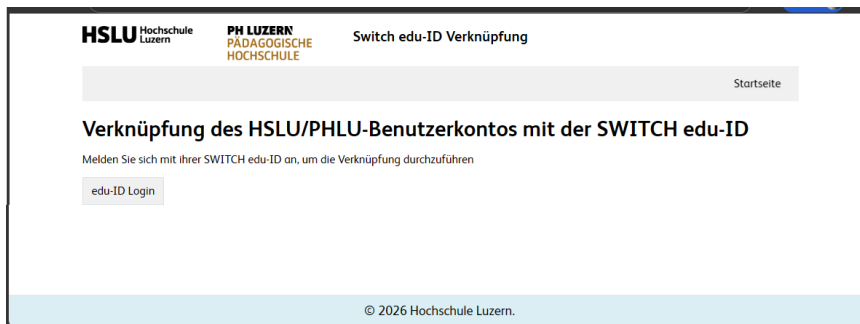 HSLU Hochschule Luzern
PH LUZERN
PÄDAGOGISCHE
HOCHSCHULE
Switch edu-ID Verknüpfung
Startseite
Verknüpfung des HSLU/PHLU-Benutzerkontos mit der SWITCH edu-ID
Melden Sie sich mit ihrer SWITCH edu-ID an, um die Verknüpfung durchzuführen
edu-ID Login
© 2026 Hochschule Luzern.